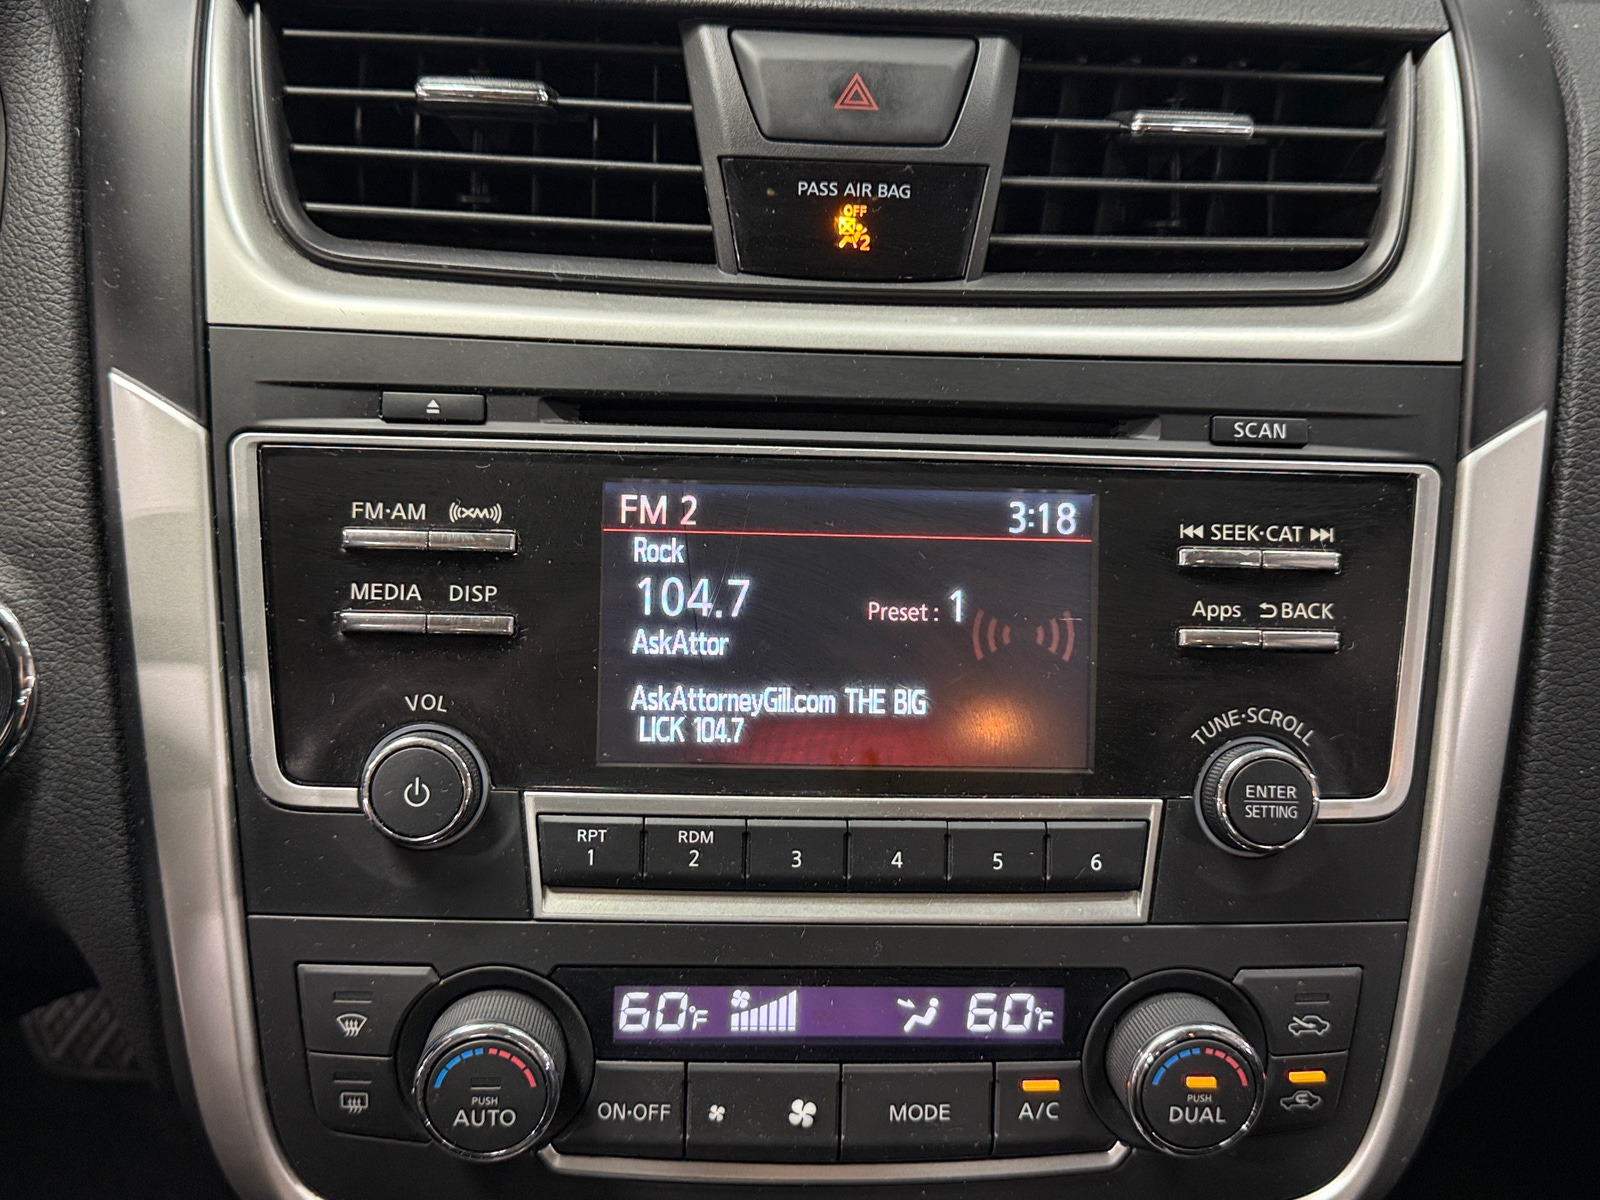 PASS AIR BAG
OFF
2
SCAN
FM·AM XM
MEDIA DISP
VOL
FM 2 3:18
Rock
104.7
Preset: 1
AskAttor
AskAttorneyGill.com THE BIG
LICK 104.7
SEEK·CAT
Apps BACK
TUNE·SCROLL
ENTER
SETTING
RPT
1
RDM
2
3
4
5
6
60°F 60°F
PUSH
AUTO
ON·OFF
MODE
A/C
PUSH
DUAL